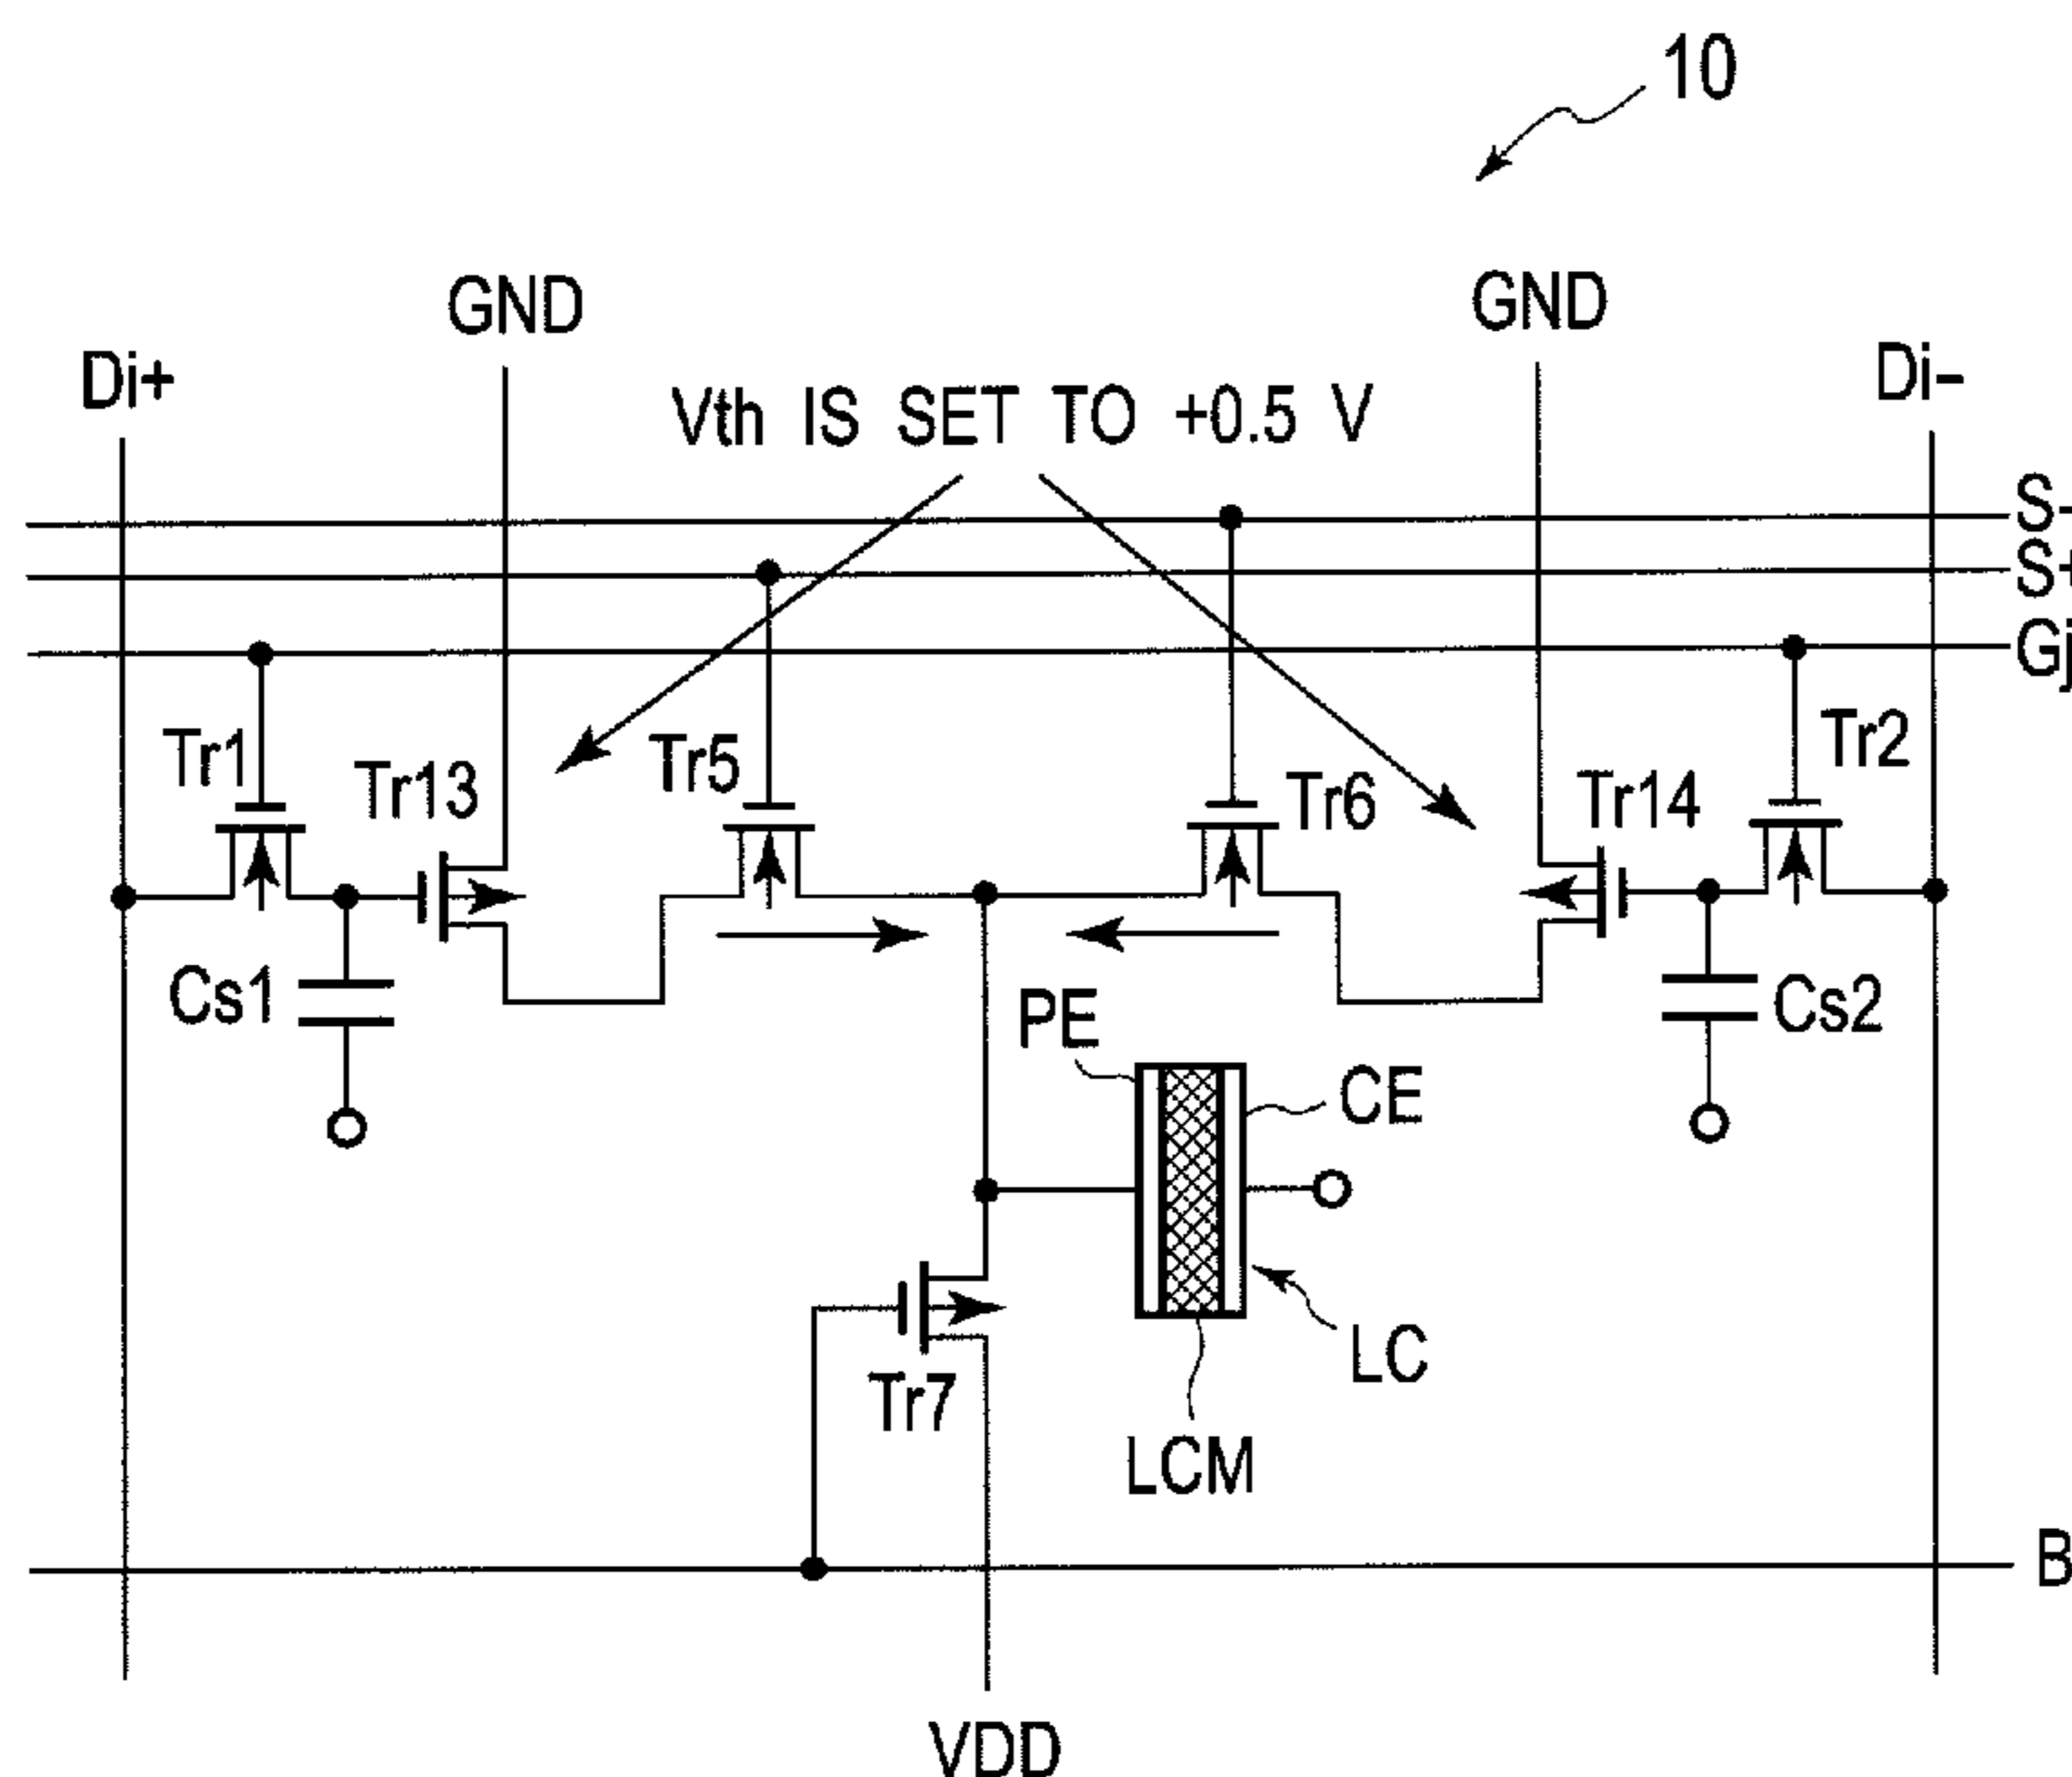 10
GND
GND
Di+
Di-
Vth IS SET TO +0.5 V
S-
S+
Gj
Tr1
Tr13
Tr5
Tr6
Tr14
Tr2
Cs1
Cs2
PE
CE
LC
Tr7
LCM
B
VDD